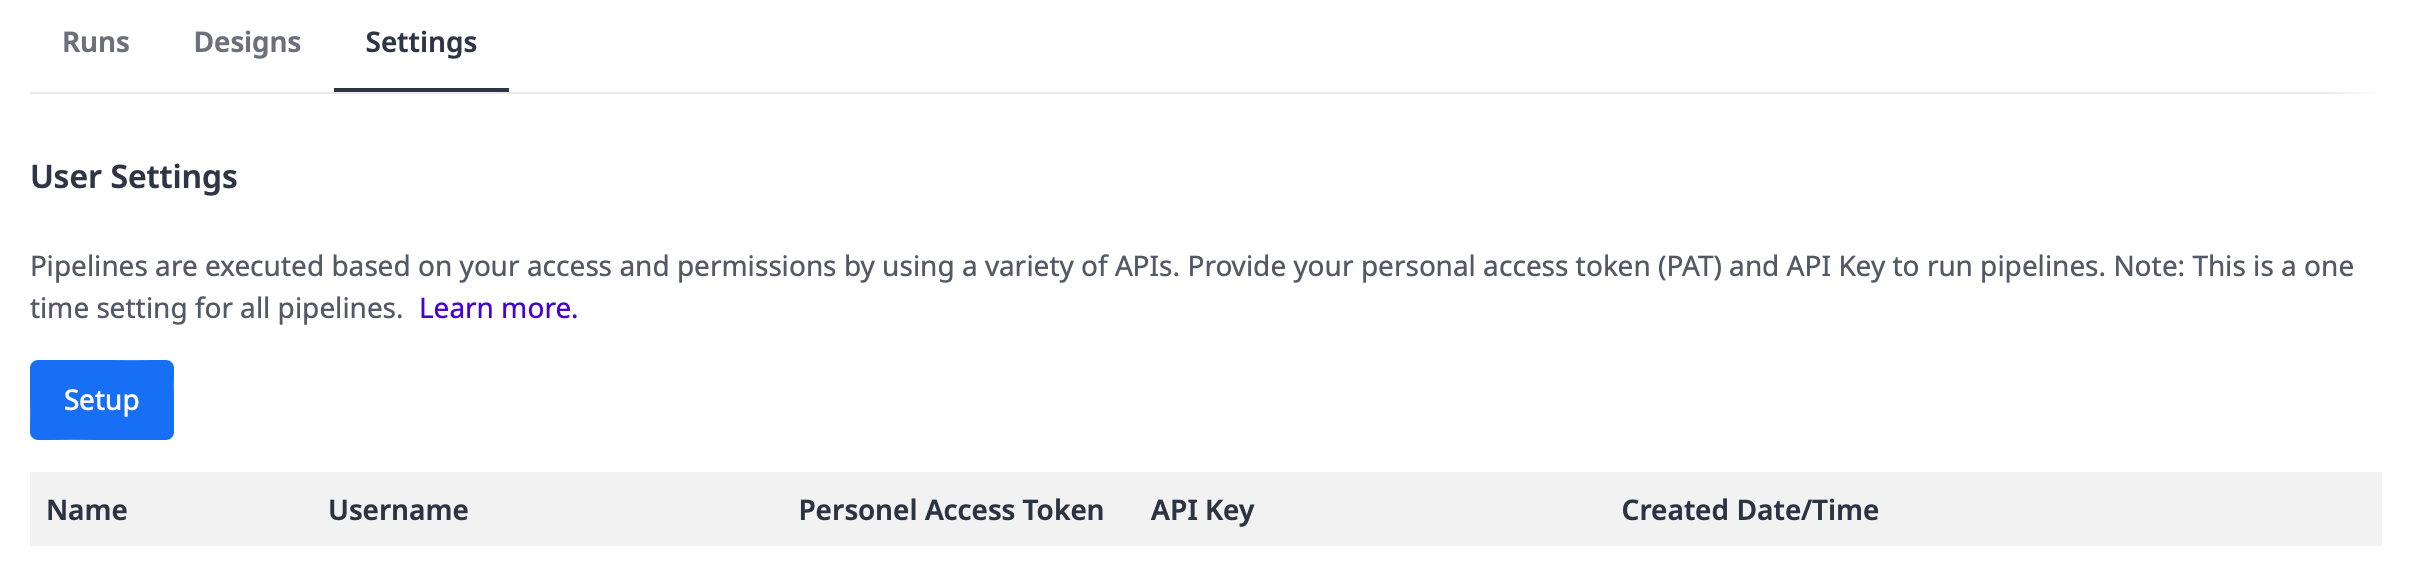 Runs Designs Settings
User Settings
Pipelines are executed based on your access and permissions by using a variety of APIs. Provide your personal access token (PAT) and API Key to run pipelines. Note: This is a one
time setting for all pipelines. Learn more.
Setup
Name Username Personel Access Token API Key Created Date/Time